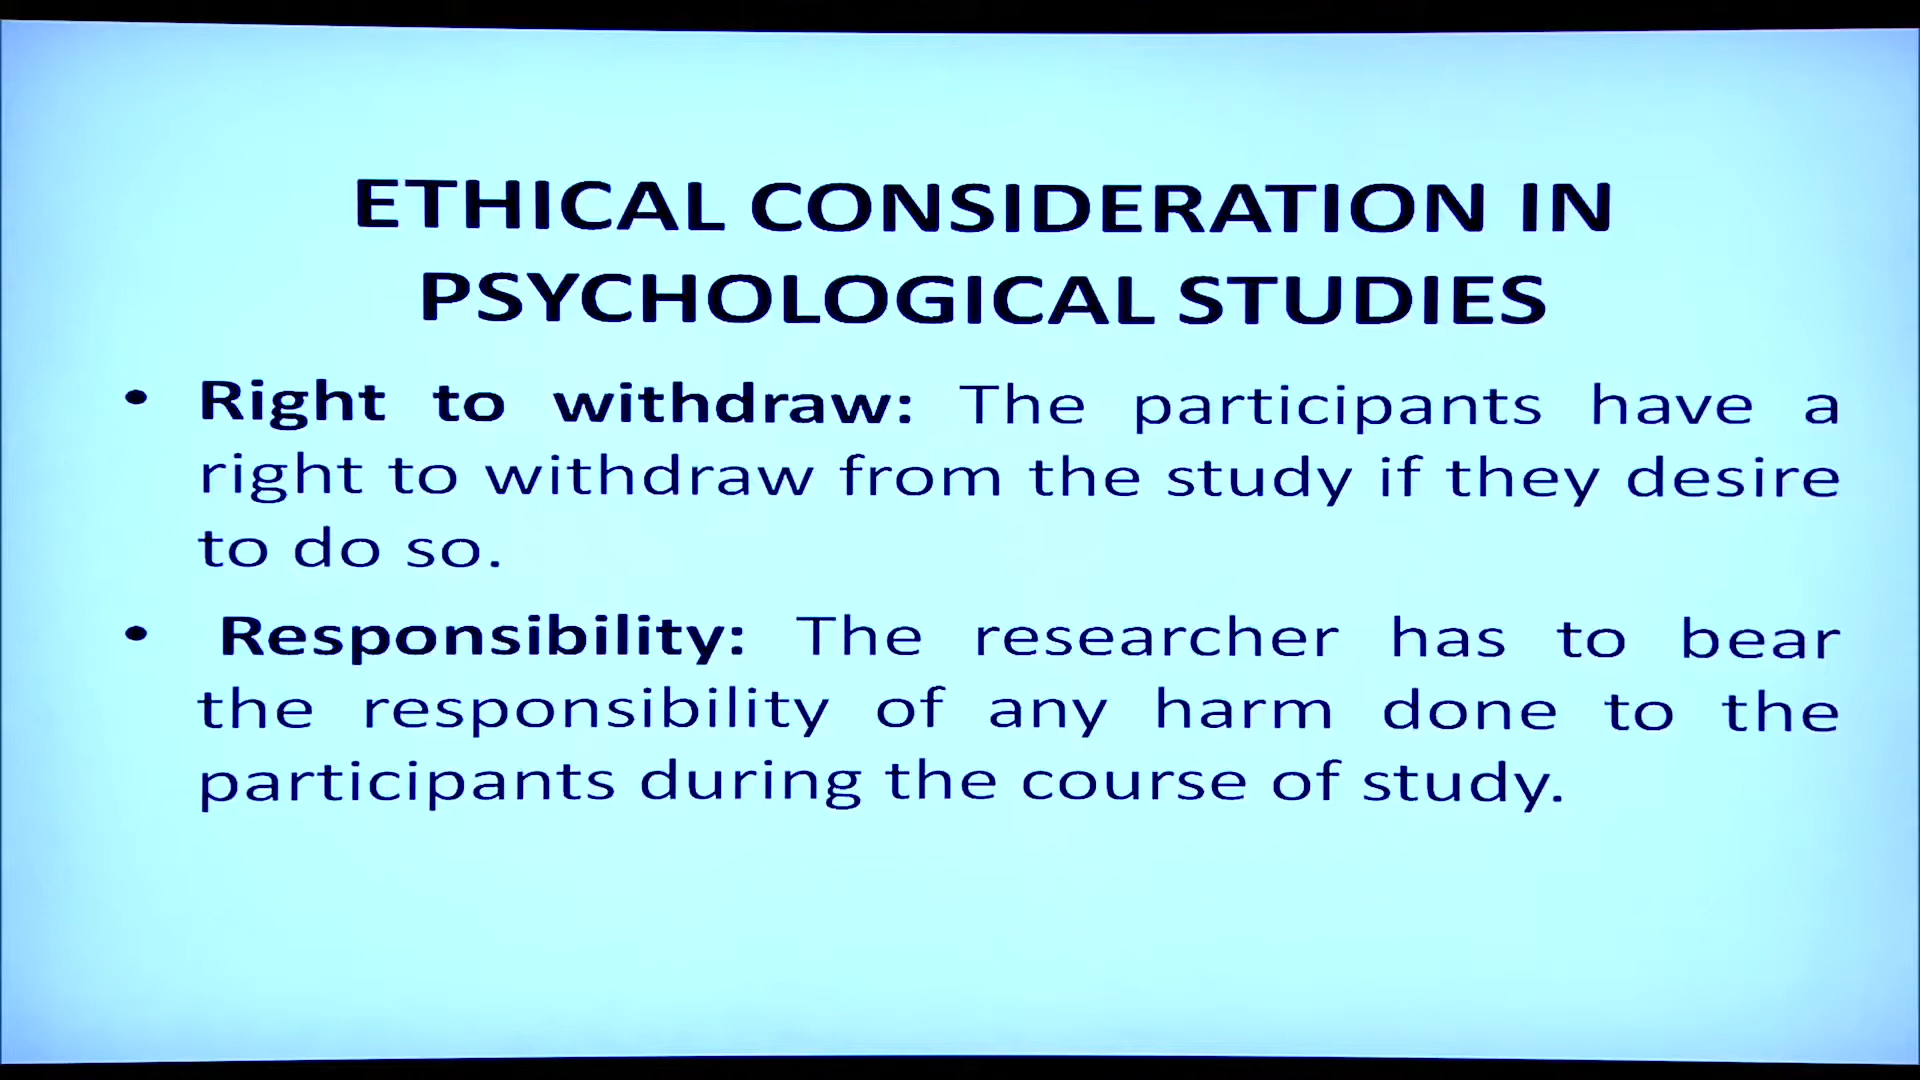 ETHICAL CONSIDERATION IN
PSYCHOLOGICAL STUDIES
• Right to withdraw: The participants have a
right to withdraw from the study if they desire
to do so.
• Responsibility: The researcher has to bear
the responsibility of any harm done to the
participants during the course of study.